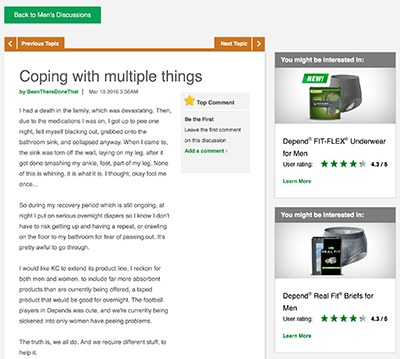 Back to Men's Discussions
Previous Topic
Next Topic
Coping with multiple things
by BeenThereDoneThat | Mar 10 2016 3:36AM
I had a death in the family, which was devastating. Then,
due to the medications I was on, I got up to pee one
night, felt myself blacking out, grabbed onto the
bathroom sink, and collapsed anyway. When I came to,
the sink was torn off the wall, laying on my leg, after it
got done smashing my ankle, foot, part of my leg. None
of this is whining, it is what it is. I thought, okay fool me
once...
So during my recovery period which is still ongoing, at
night I put on serious overnight diapers so I know I don't
have to risk getting up and having a repeat, or crawling
on the floor to my bathroom for fear of passing out. It's
pretty awful to go through.
I would like KC to extend its product line, I reckon for
both men and women, to include far more absorbent
products than are currently being offered, a taped
product that would be good for overnight. The football
players in Depends was cute, and we're currently being
sickened into only women have peeing problems.
The truth is, we all do. And we require different stuff, to
help it.
Top Comment
Be the First
Leave the first comment
on this discussion
Add a comment ›
You might be Interested in:
NEW!
Depend® FIT-FLEX® Underwear
for Men
User rating: 4.3 / 5
Learn More
You might be Interested in:
REAL FIT
Depend® Real Fit® Briefs for
Men
User rating: 4.3 / 5
Learn More